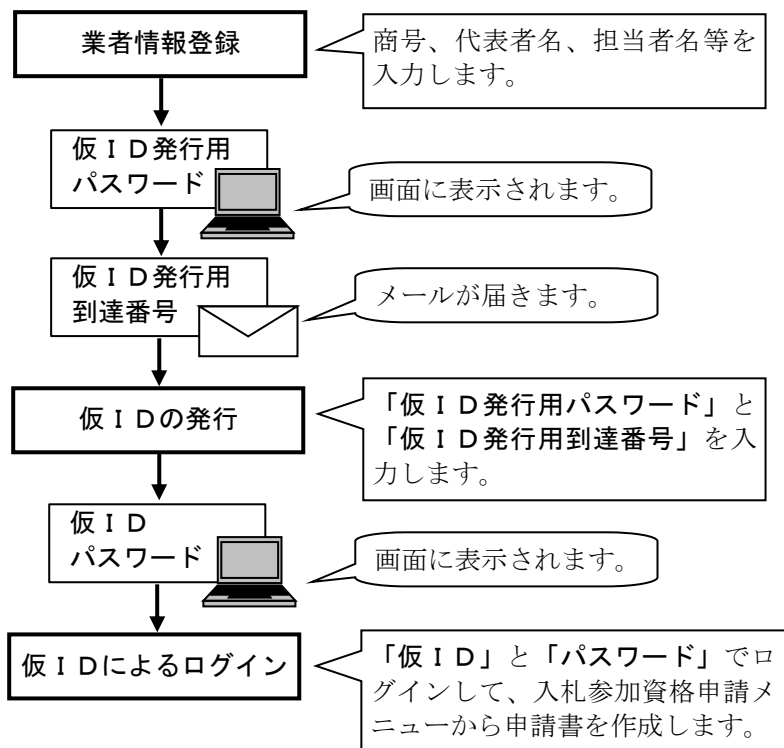 業者情報登録
商号、代表者名、担当者名等を
入力します。
仮ＩＤ発行用
パスワード
画面に表示されます。
仮ＩＤ発行用
到達番号
メールが届きます。
仮ＩＤの発行
「仮ＩＤ発行用パスワード」と
「仮ＩＤ発行用到達番号」を入
力します。
仮ＩＤ
パスワード
画面に表示されます。
仮ＩＤによるログイン
「仮ＩＤ」と「パスワード」でロ
グインして、入札参加資格申請メ
ニューから申請書を作成します。